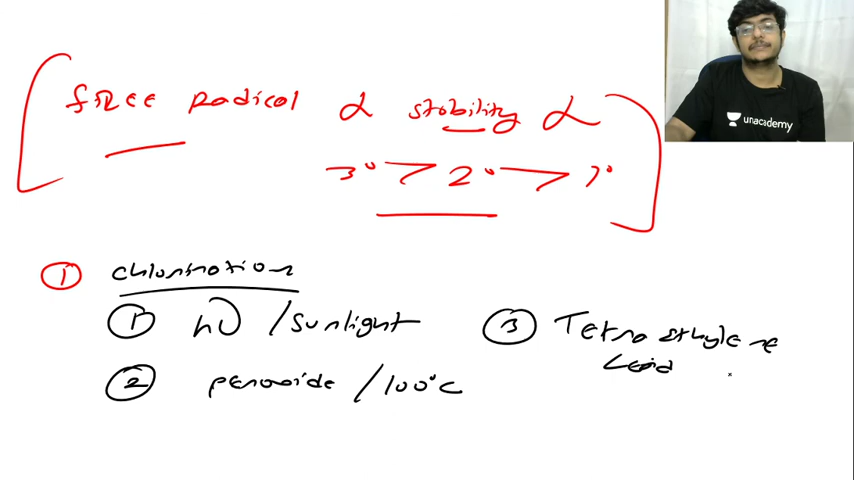 free radical α stability α
3° > 2° > 1°
unacademy
① chlorination
① hν / sunlight
② peroxide / 100°C
③ Tetra ethylene
Lead